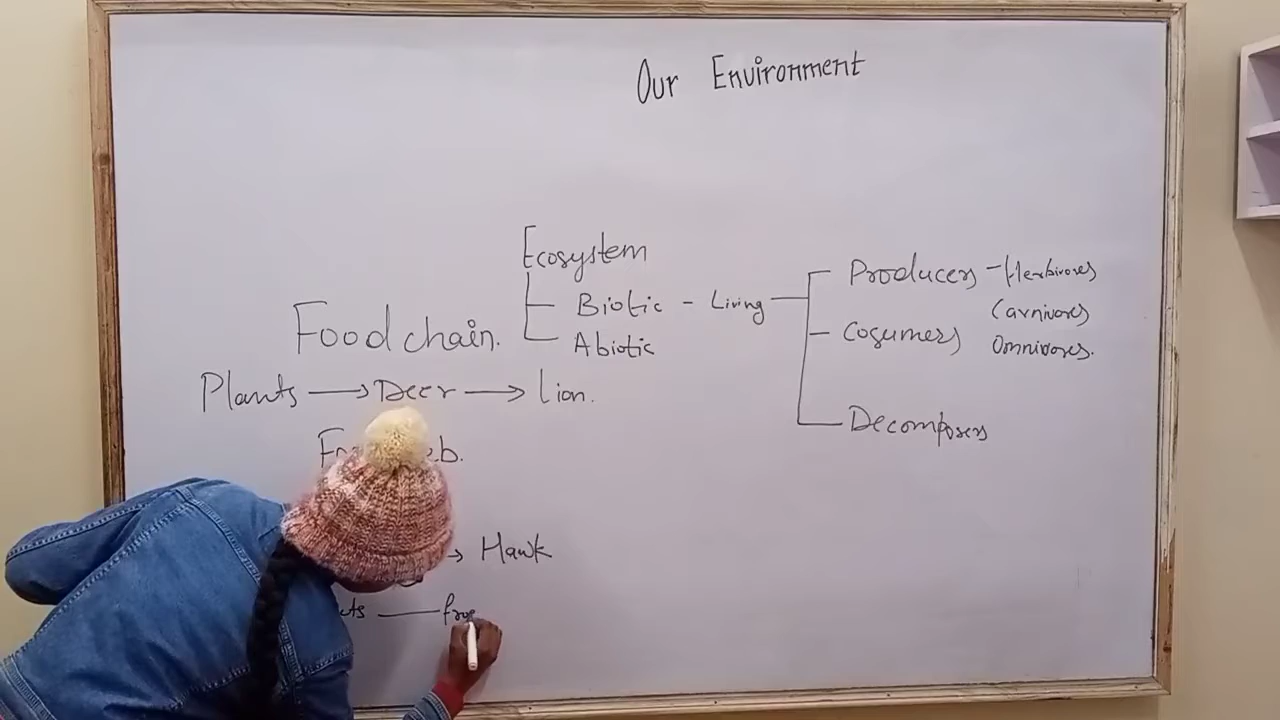 Our Environment
Ecosystem
Biotic - Living
Abiotic
Producers - Herbivores
Carnivores
Cosumers Omnivores.
Decomposers
Food chain.
Plants → Deer → Lion.
→ Hawk